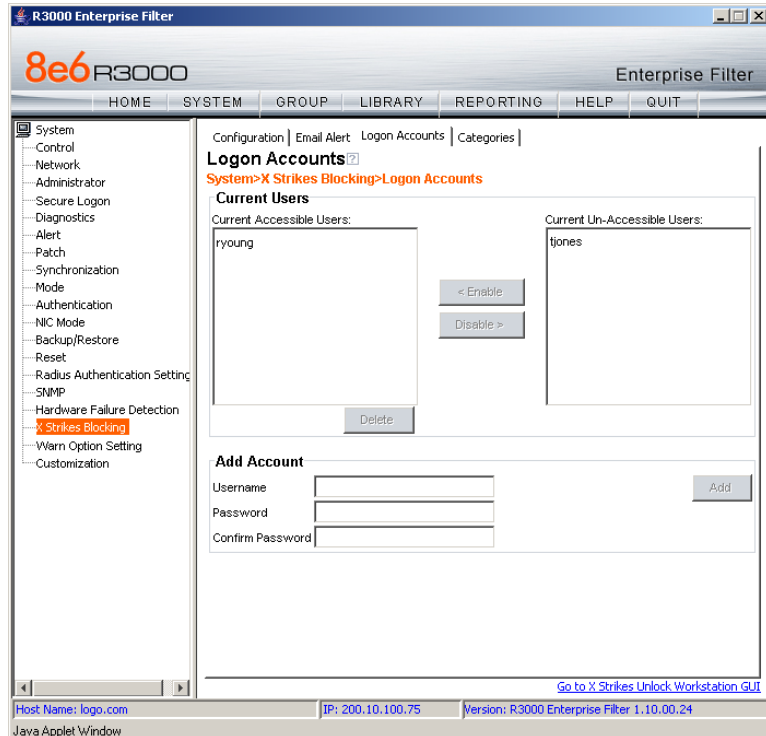 R3000 Enterprise Filter
8e6 R3000
Enterprise Filter
HOME SYSTEM GROUP LIBRARY REPORTING HELP QUIT
System
Control
Network
Administrator
Secure Logon
Diagnostics
Alert
Patch
Synchronization
Mode
Authentication
NIC Mode
Backup/Restore
Reset
Radius Authentication Setting
SNMP
Hardware Failure Detection
X Strikes Blocking
Warn Option Setting
Customization
Configuration Email Alert Logon Accounts Categories
Logon Accounts ?
System>X Strikes Blocking>Logon Accounts
Current Users
Current Accessible Users: Current Un-Accessible Users:
ryoung tjones
< Enable
Disable >
Delete
Add Account
Username Add
Password
Confirm Password
Go to X Strikes Unlock Workstation GUI
Host Name: logo.com IP: 200.10.100.75 Version: R3000 Enterprise Filter 1.10.00.24
Java Applet Window